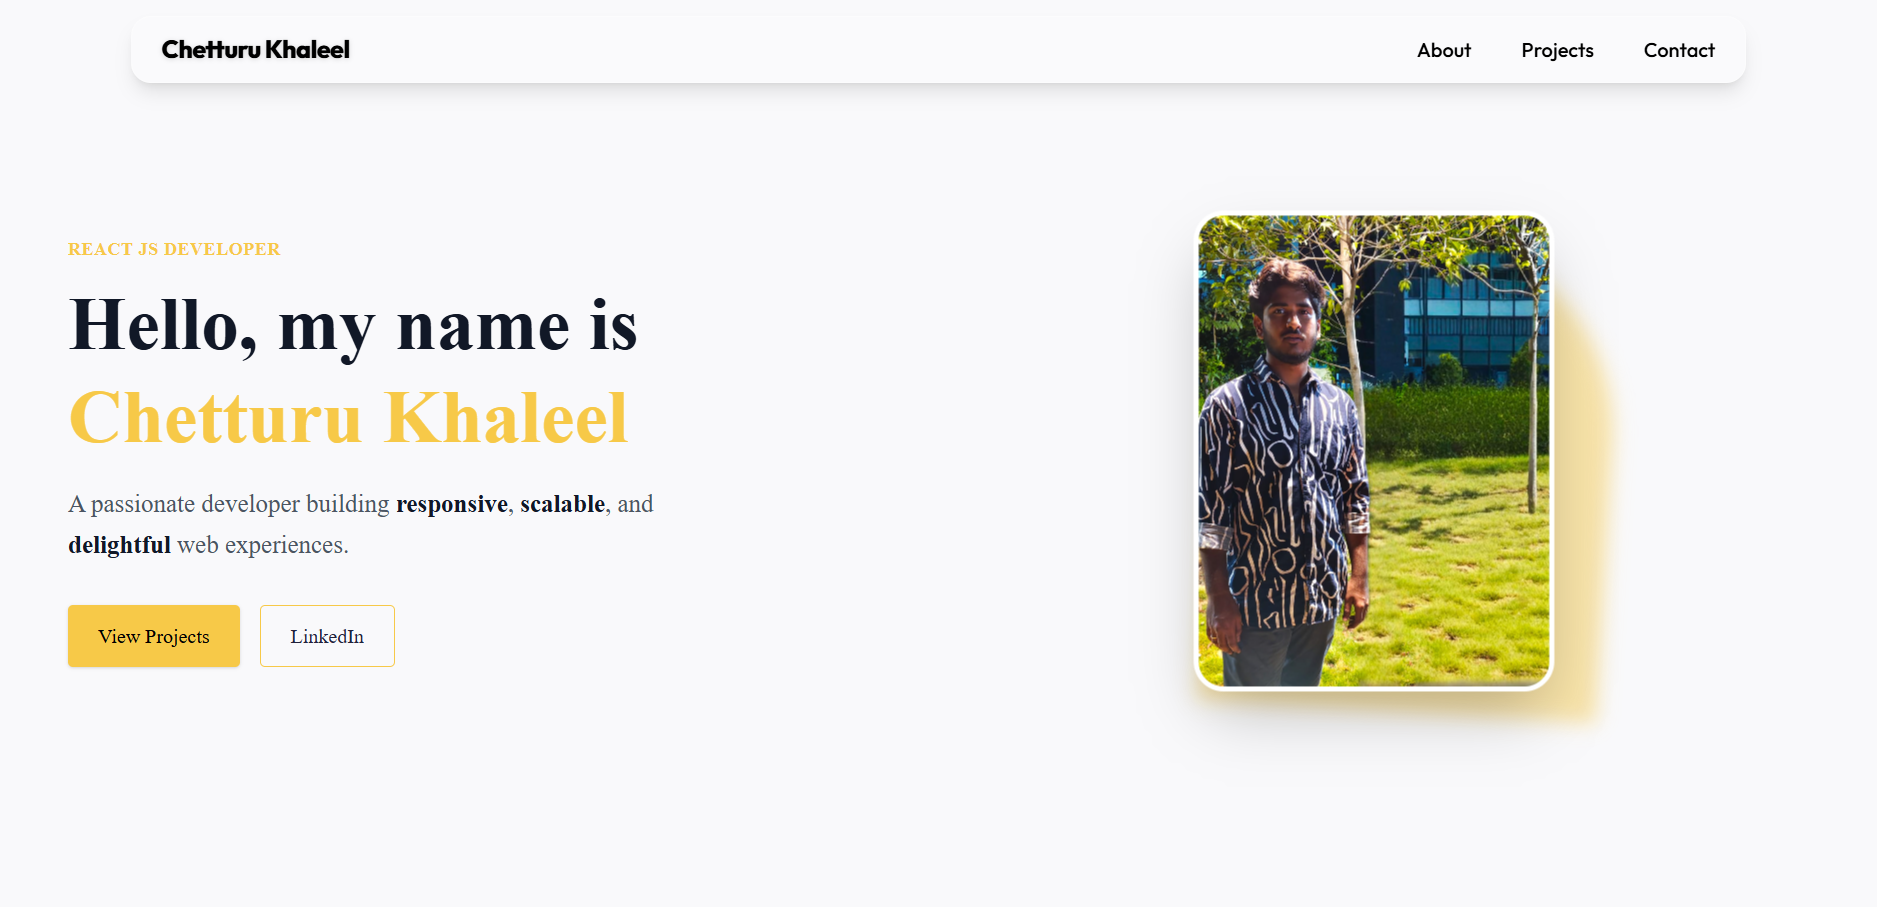 Chetturu Khaleel
About Projects Contact
REACT JS DEVELOPER
Hello, my name is
Chetturu Khaleel
A passionate developer building responsive, scalable, and
delightful web experiences.
View Projects LinkedIn